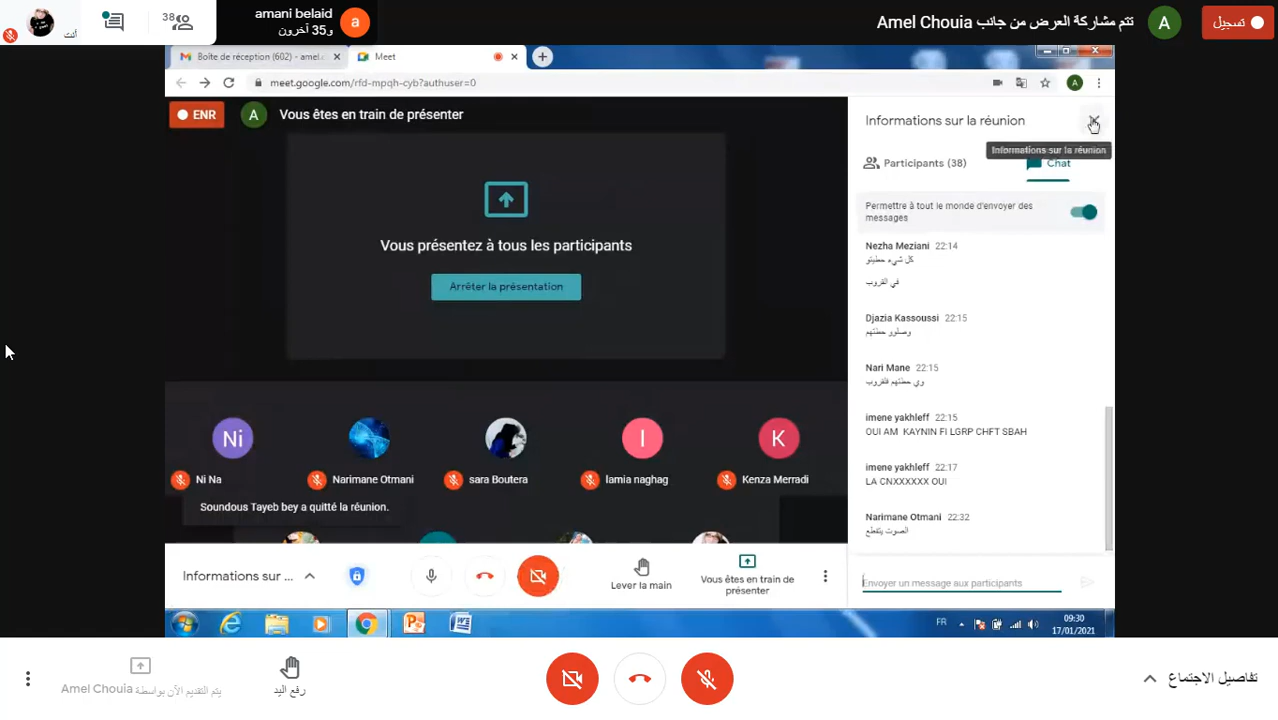 أنت
38
amani belaid
و35 آخرون
a
تتم مشاركة العرض من جانب Amel Chouia
A
تسجيل
Boîte de réception (602) - amel.
Meet
meet.google.com/rfd-mpqh-cyb?authuser=0
A
ENR
A
Vous êtes en train de présenter
Vous présentez à tous les participants
Arrêter la présentation
Informations sur la réunion
Informations sur la réunion
Participants (38)
Chat
Permettre à tout le monde d'envoyer des
messages
Nezha Meziani 22:14
كل شيء حطيتو
في القروب
Djazia Kassoussi 22:15
وصلوو حطتهم
Nari Mane 22:15
وي حطتهم فلقروب
imene yakhleff 22:15
OUI AM KAYNIN FI LGRP CHFT SBAH
imene yakhleff 22:17
LA CNXXXXXX OUI
Narimane Otmani 22:32
الصوت يتقطع
Envoyer un message aux participants
Ni
I
K
Ni Na
Narimane Otmani
sara Boutera
lamia naghag
Kenza Merradi
Soundous Tayeb bey a quitté la réunion.
Informations sur ...
Lever la main
Vous êtes en train de
présenter
FR
09:30
17/01/2021
يتم التقديم الآن بواسطة Amel Chouia
رفع اليد
تفاصيل الاجتماع